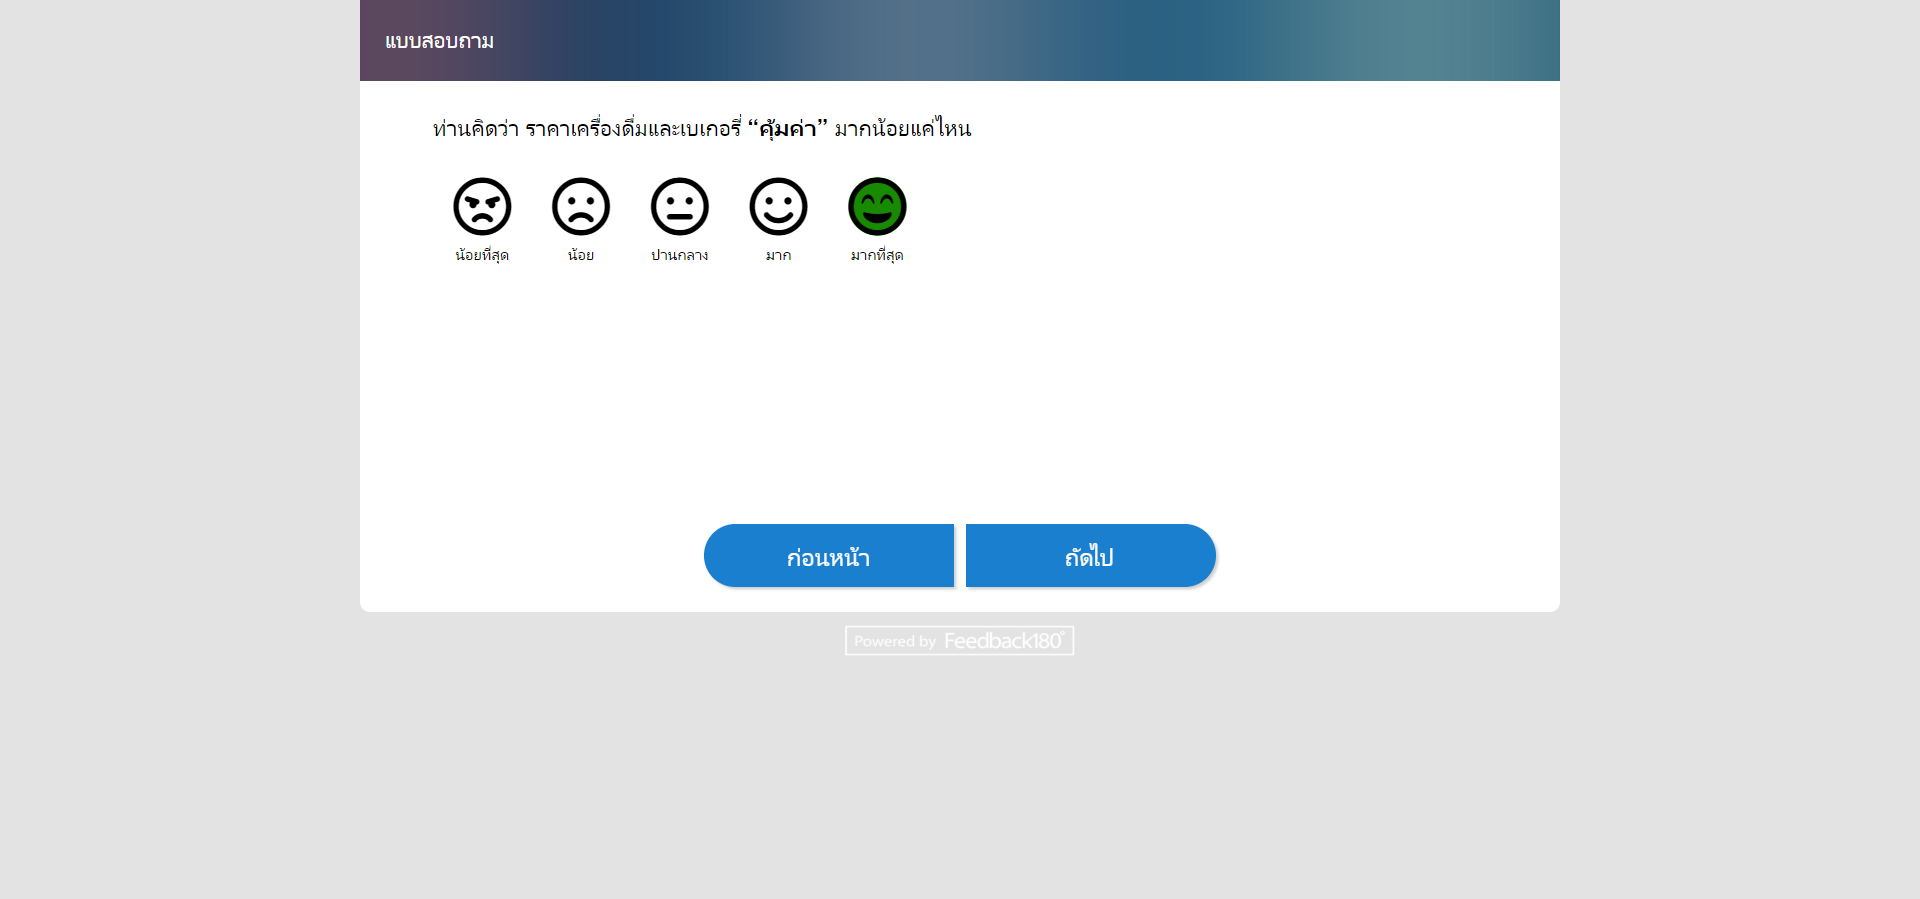 แบบสอบถาม
ท่านคิดว่า ราคาเครื่องดื่มและเบเกอรี่ “คุ้มค่า” มากน้อยแค่ไหน
น้อยที่สุด น้อย ปานกลาง มาก มากที่สุด
ก่อนหน้า ถัดไป
Powered by Feedback180°